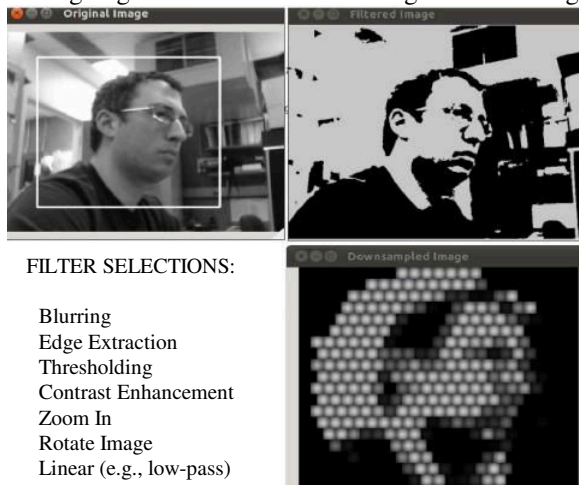 Original Image
Filtered Image
FILTER SELECTIONS:
Downsampled Image
Blurring
Edge Extraction
Thresholding
Contrast Enhancement
Zoom In
Rotate Image
Linear (e.g., low-pass)